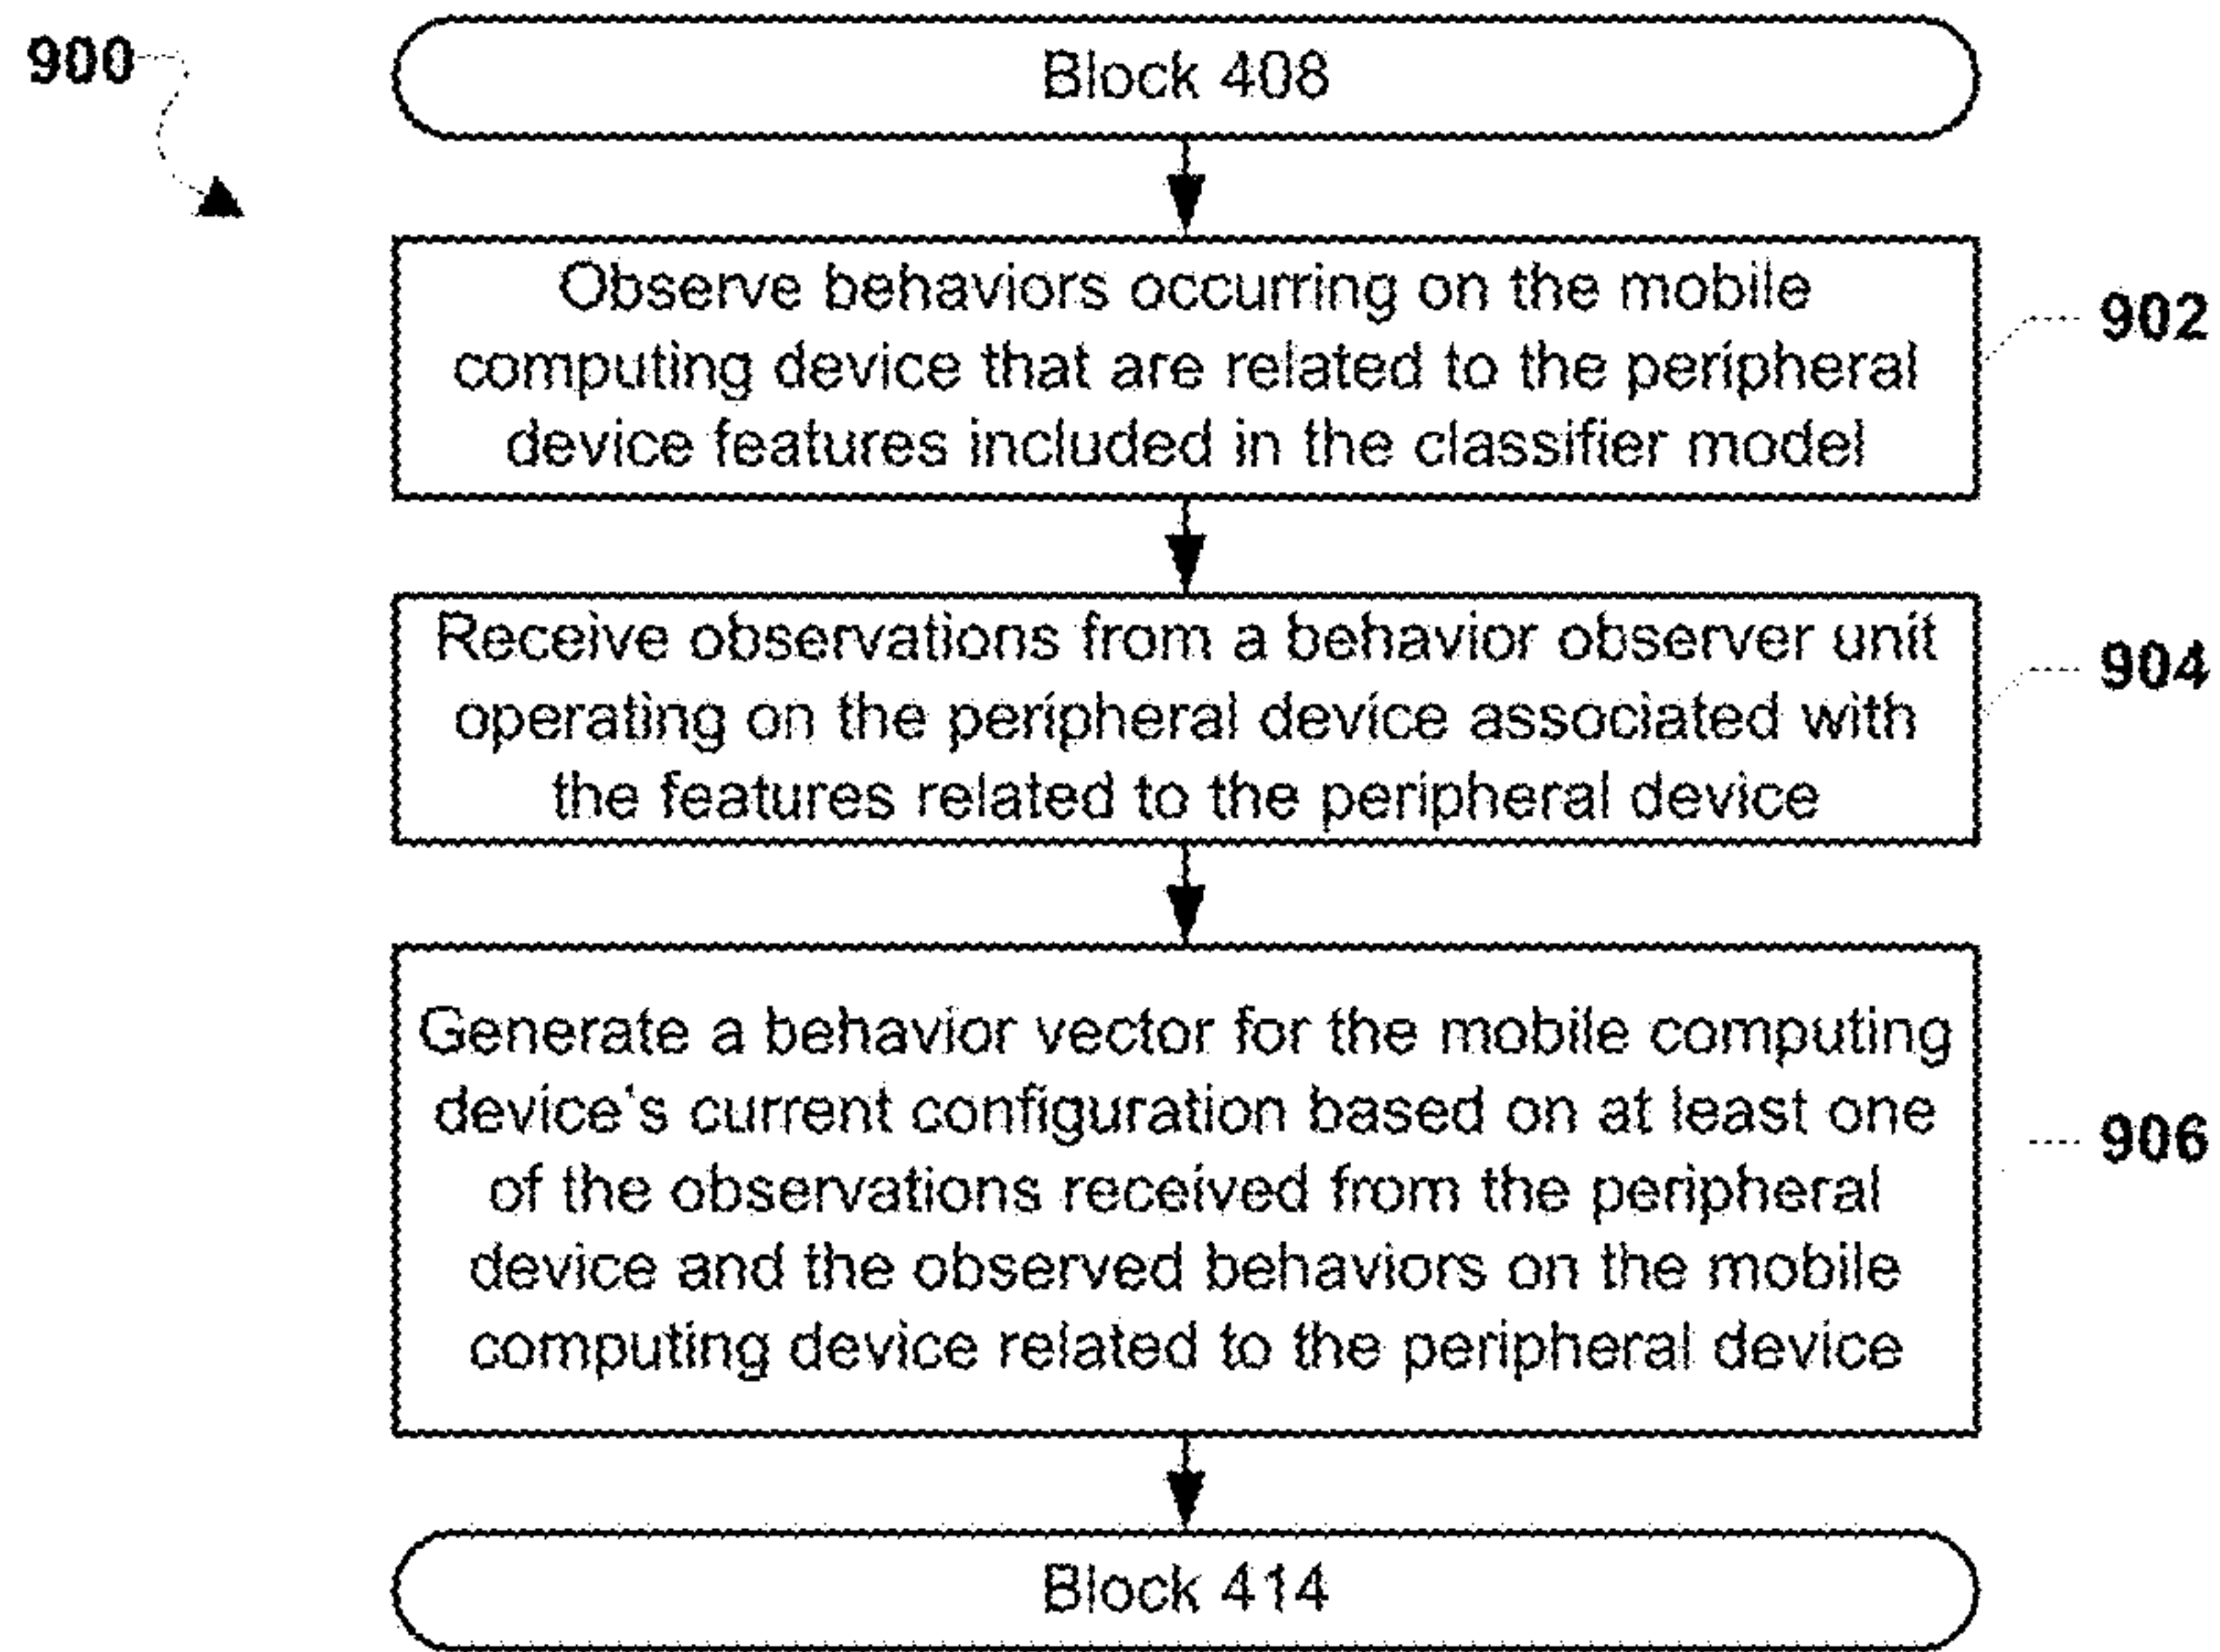 900
Block 408
Observe behaviors occurring on the mobile
computing device that are related to the peripheral
device features included in the classifier model
902
Receive observations from a behavior observer unit
operating on the peripheral device associated with
the features related to the peripheral device
904
Generate a behavior vector for the mobile computing
device's current configuration based on at least one
of the observations received from the peripheral
device and the observed behaviors on the mobile
computing device related to the peripheral device
906
Block 414